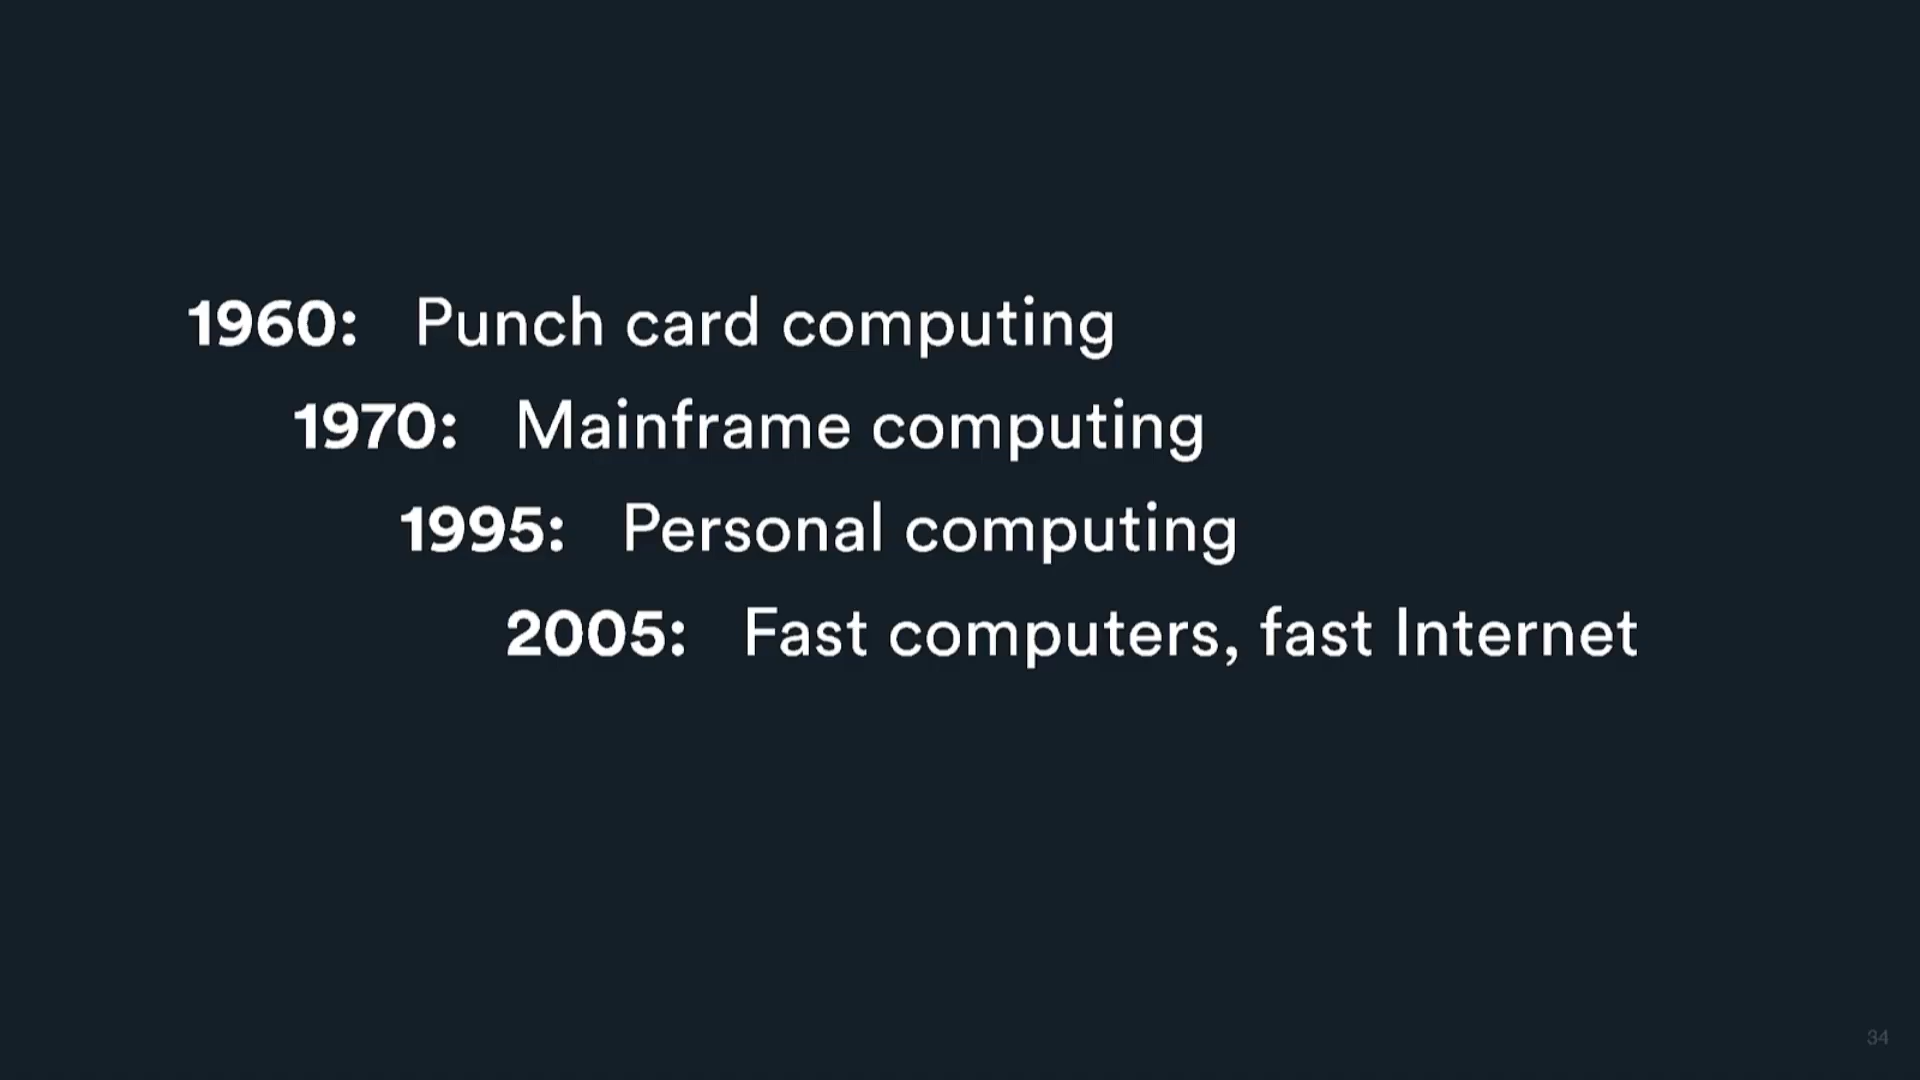 1960: Punch card computing
1970: Mainframe computing
1995: Personal computing
2005: Fast computers, fast Internet
34